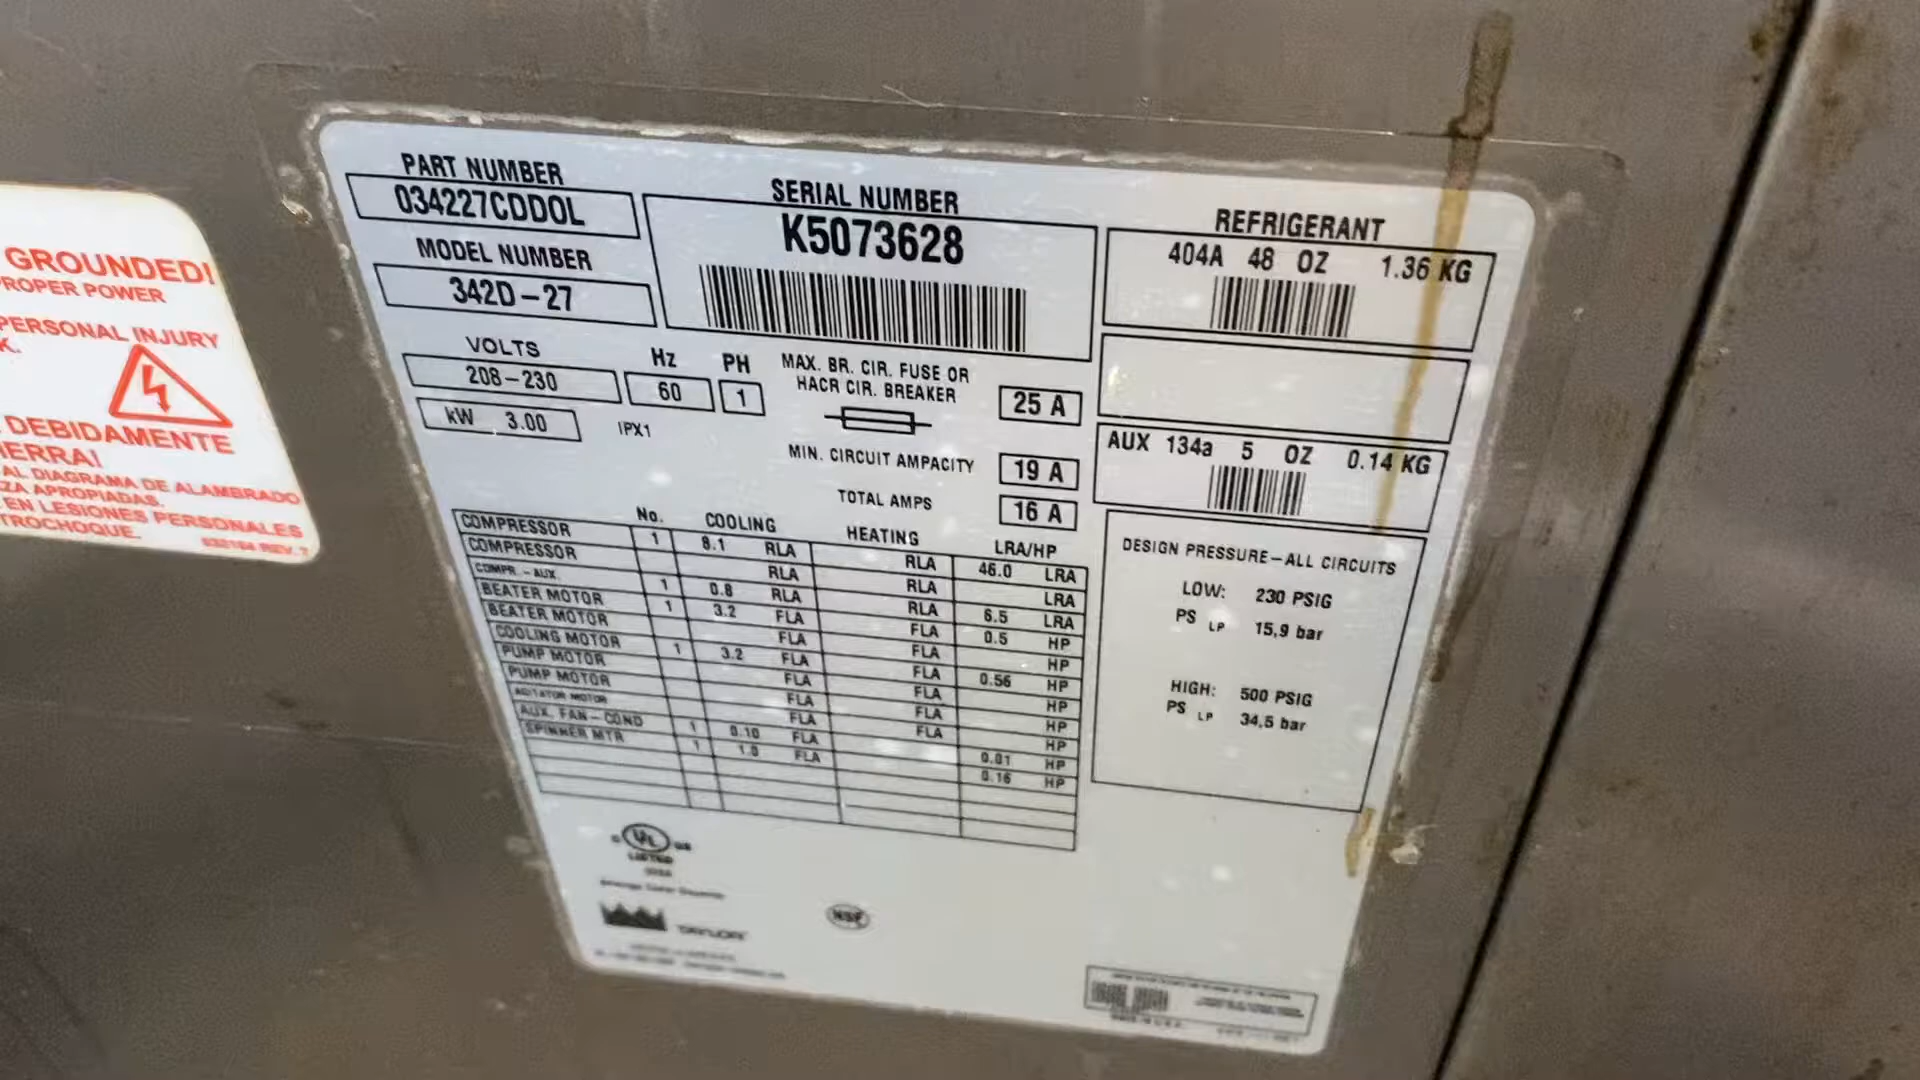 GROUNDED!
ROPER POWER
PERSONAL INJURY
K.
DEBIDAMENTE
IERRA!
AL DIAGRAMA DE ALAMBRADO
ZA APROPIADAS.
EN LESIONES PERSONALES
TROCHOQUE.
PART NUMBER
034227CDDOL
MODEL NUMBER
342D-27
SERIAL NUMBER
K5073628
REFRIGERANT
404A 48 OZ 1.36 KG
VOLTS
208-230
Hz
60
PH
1
kW 3.00
IPX1
MAX. BR. CIR. FUSE OR
HACR CIR. BREAKER
25 A
MIN. CIRCUIT AMPACITY
19 A
TOTAL AMPS
16 A
AUX 134a 5 OZ 0.14 KG
No. COOLING HEATING LRA/HP
COMPRESSOR 1 8.1 RLA RLA 46.0 LRA
COMPRESSOR RLA RLA LRA
COMPR.-AUX. 1 0.8 RLA RLA 6.5 LRA
BEATER MOTOR 1 3.2 FLA FLA 0.5 HP
BEATER MOTOR FLA FLA HP
COOLING MOTOR 1 3.2 FLA FLA 0.56 HP
PUMP MOTOR FLA FLA HP
PUMP MOTOR FLA FLA HP
AGITATOR MOTOR FLA FLA HP
AUX. FAN-COND 1 0.10 FLA 0.01 HP
SPINNER MTR 1 1.0 FLA 0.16 HP
DESIGN PRESSURE-ALL CIRCUITS
LOW: 230 PSIG
PS LP 15,9 bar
HIGH: 500 PSIG
PS LP 34,5 bar
C UL US
LISTED
TAYLOR
NSF